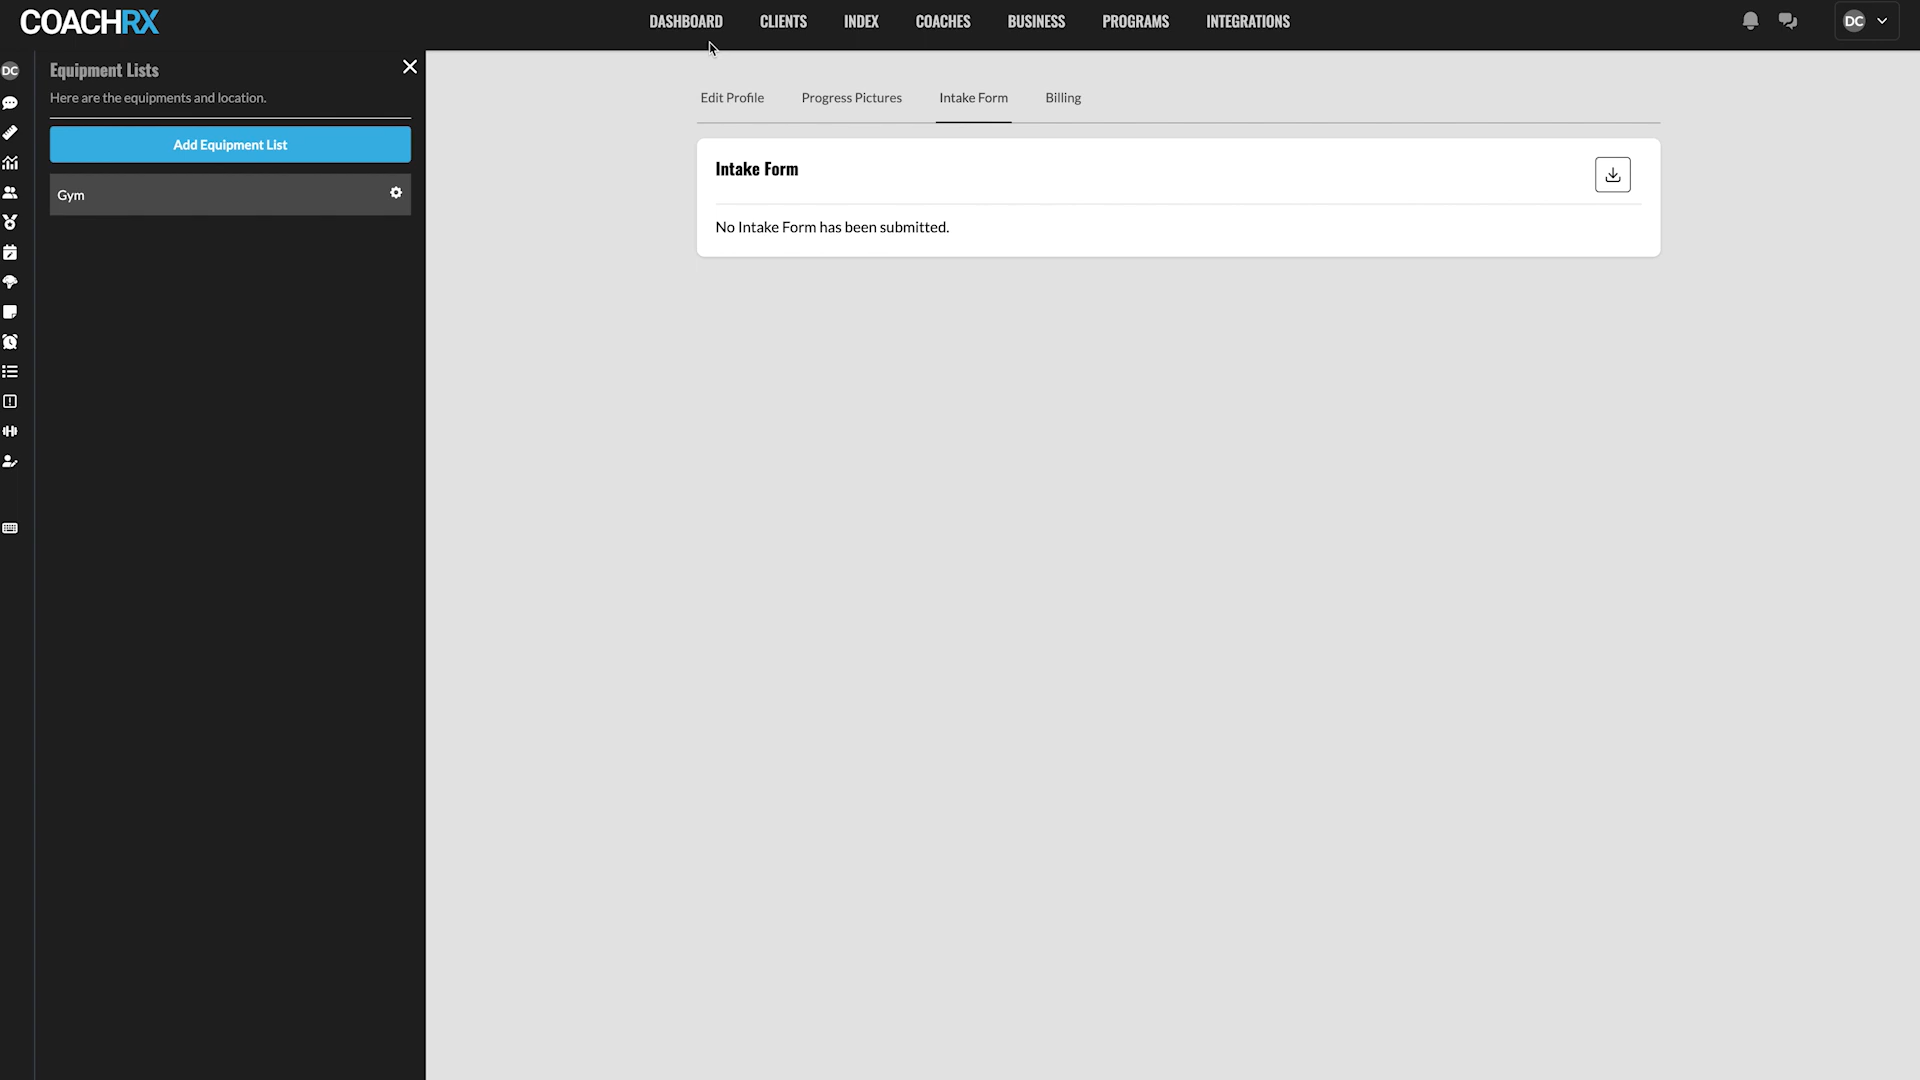 COACHRX
DASHBOARD CLIENTS INDEX COACHES BUSINESS PROGRAMS INTEGRATIONS
DC
DC
Equipment Lists
Here are the equipments and location.
Add Equipment List
Gym
Edit Profile Progress Pictures Intake Form Billing
Intake Form
No Intake Form has been submitted.